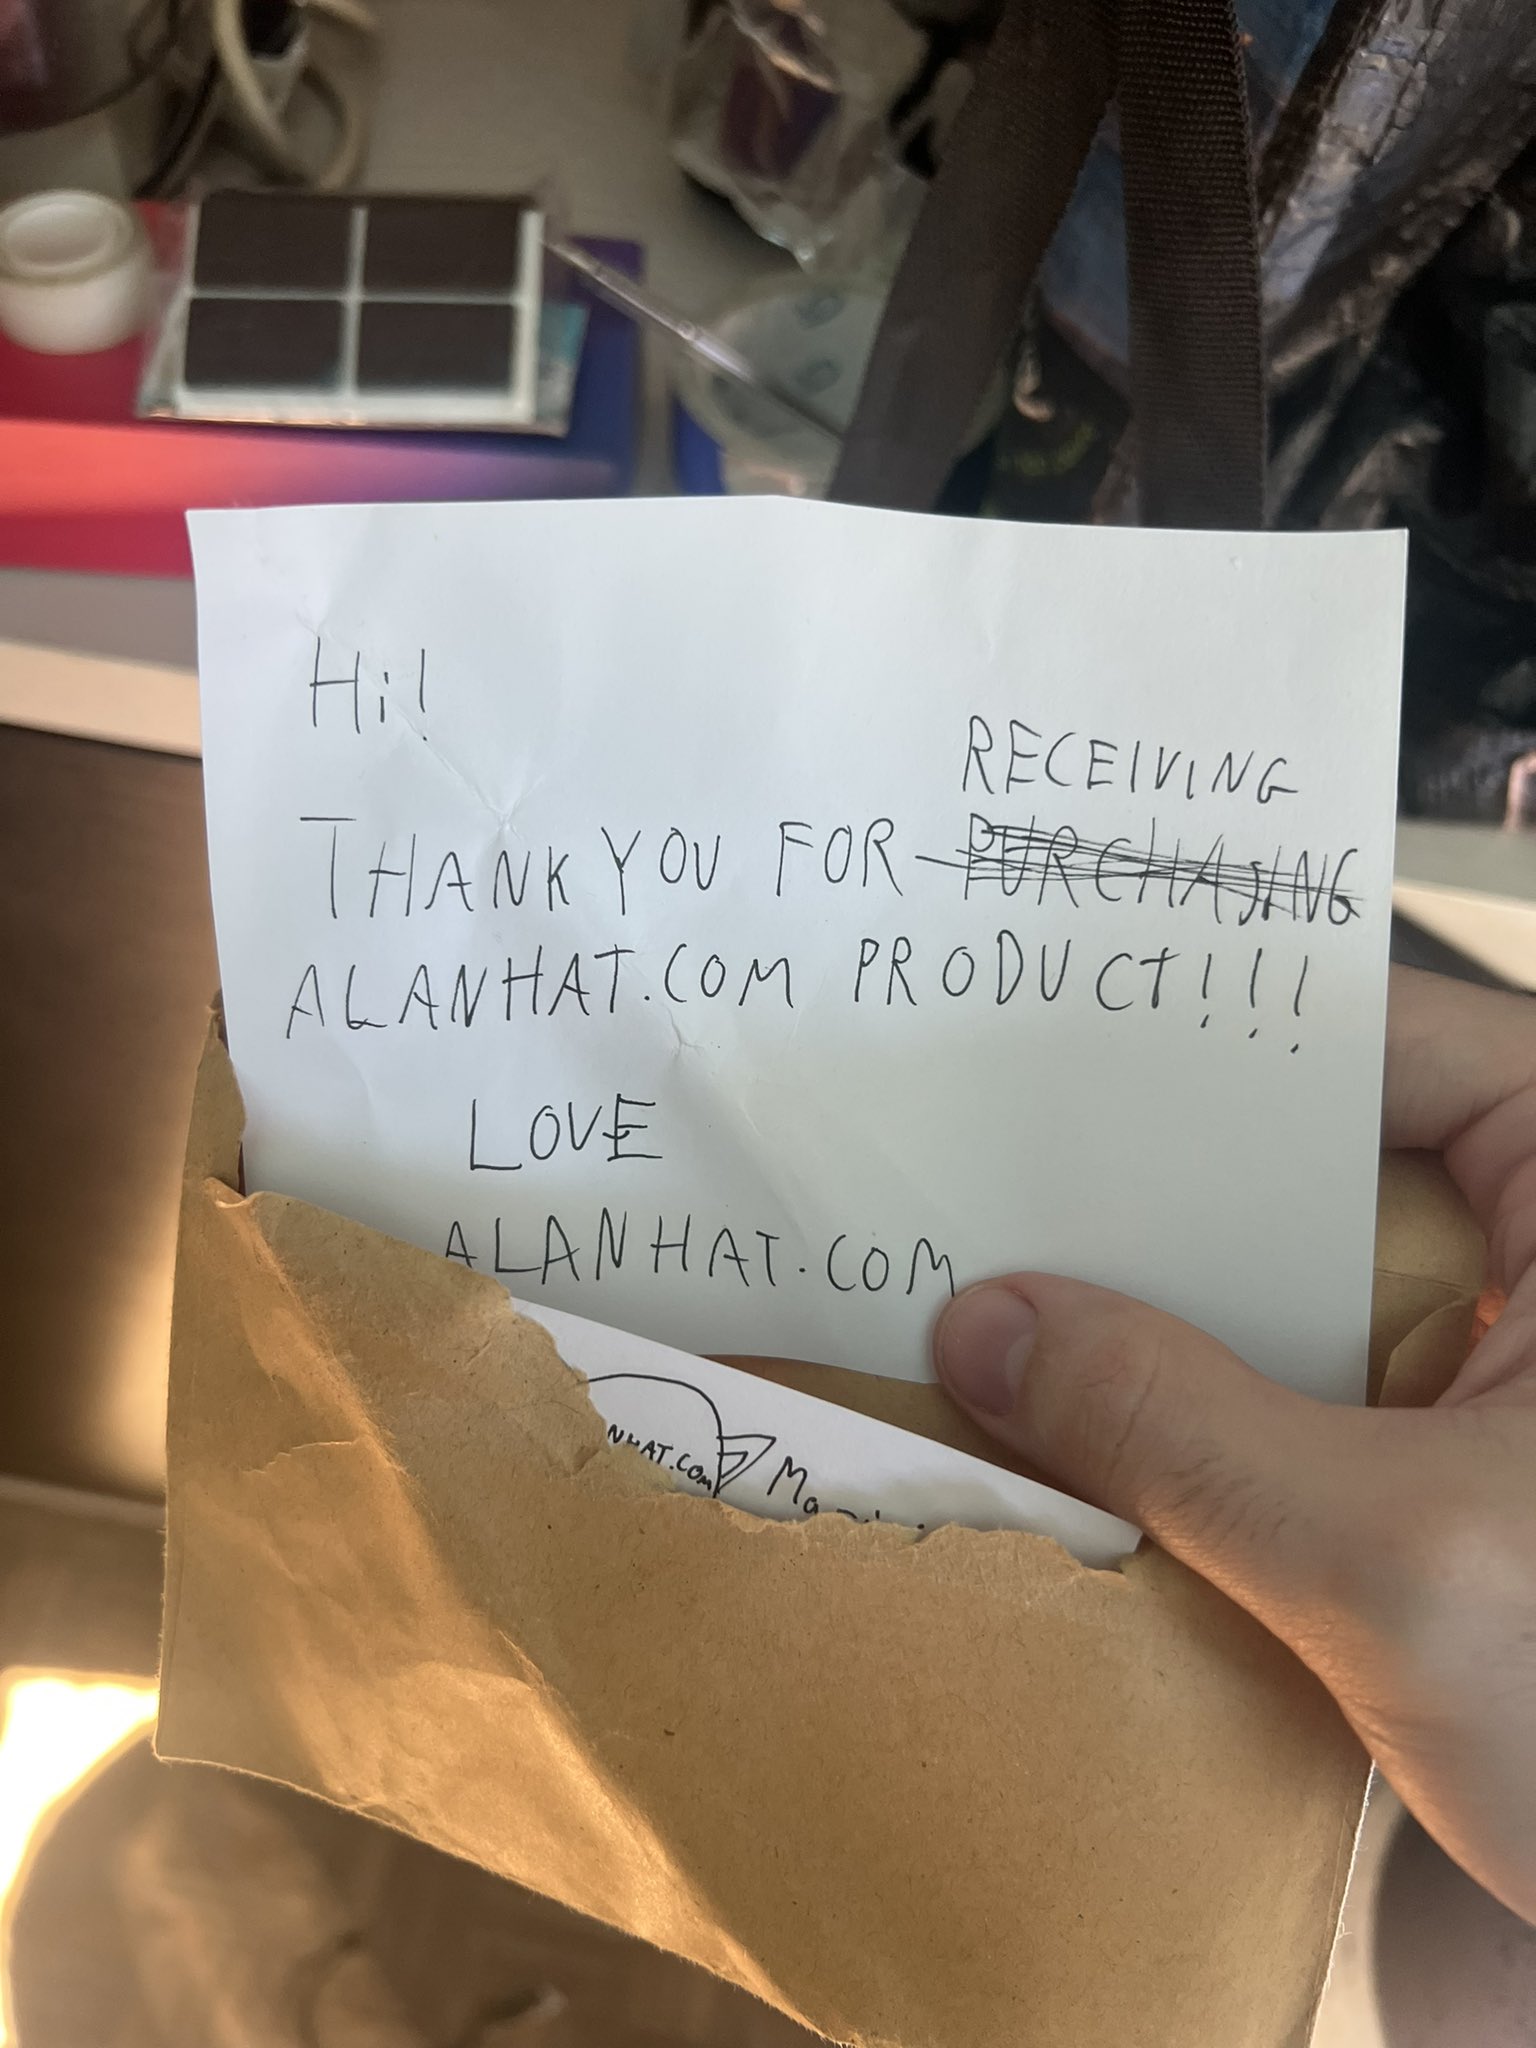 Hi!
RECEIVING
THANK YOU FOR PURCHASING
ALANHAT.COM PRODUCT!!!
LOVE
ALANHAT.COM
NHAT.COM